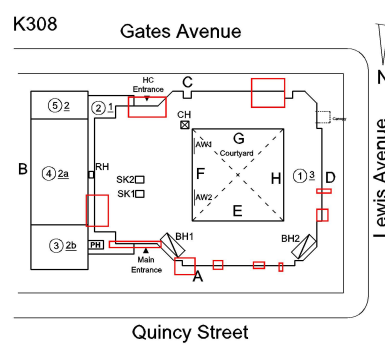 K308
Gates Avenue
HC
Entrance
C
5 2
2 1
CH
N
G
AW1
Courtyard
B
4 2a
RH
F
H
1 3
D
SK2
SK1
AW2
E
Lewis Avenue
3 2b
PH
BH1
BH2
Main
Entrance
A
Quincy Street